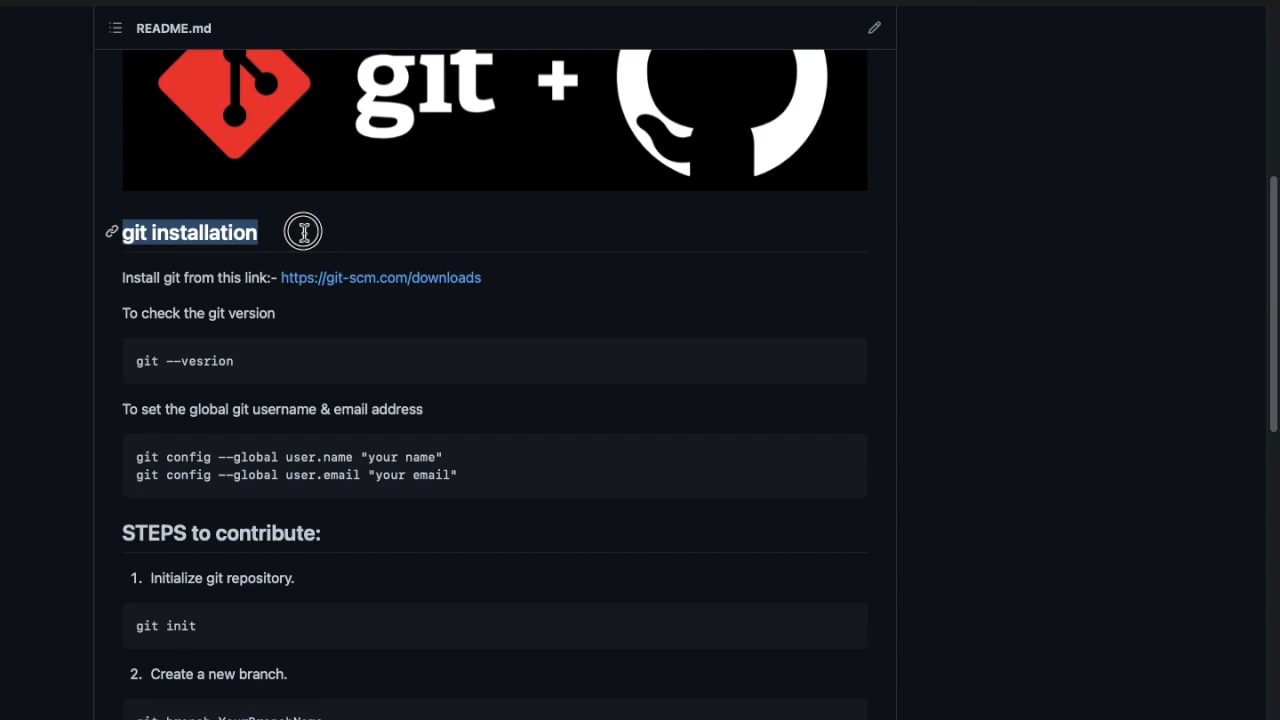 README.md
git +
git installation
Install git from this link:- https://git-scm.com/downloads
To check the git version
git --vesrion
To set the global git username & email address
git config --global user.name "your name"
git config --global user.email "your email"
STEPS to contribute:
1. Initialize git repository.
git init
2. Create a new branch.
git branch YourBranchName